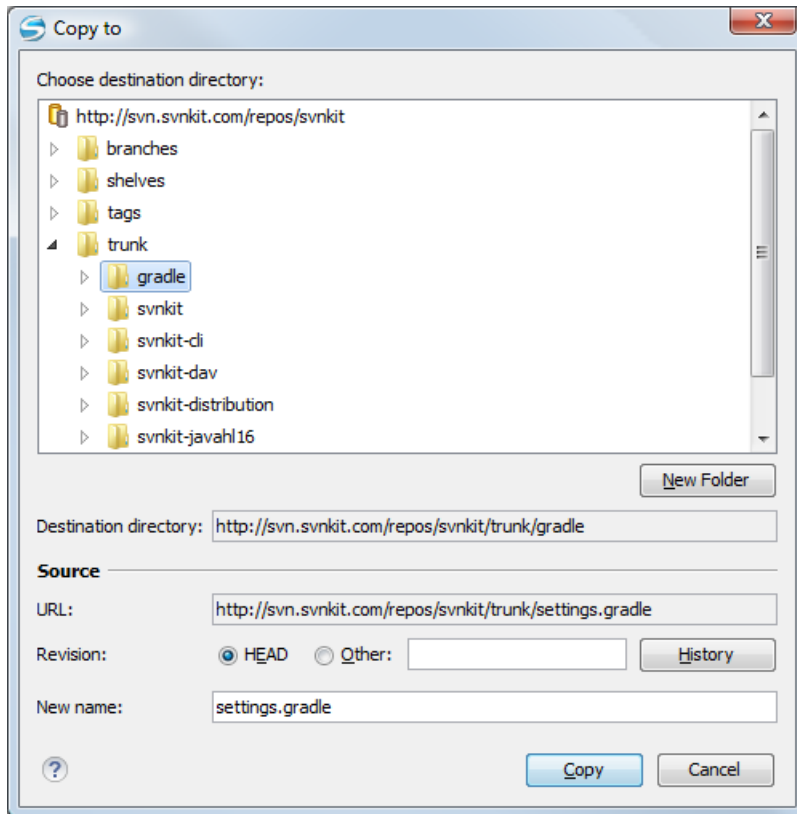 Copy to
Choose destination directory:
http://svn.svnkit.com/repos/svnkit
branches
shelves
tags
trunk
gradle
svnkit
svnkit-cli
svnkit-dav
svnkit-distribution
svnkit-javahl16
New Folder
Destination directory: http://svn.svnkit.com/repos/svnkit/trunk/gradle
Source
URL: http://svn.svnkit.com/repos/svnkit/trunk/settings.gradle
Revision: HEAD Other: History
New name: settings.gradle
? Copy Cancel